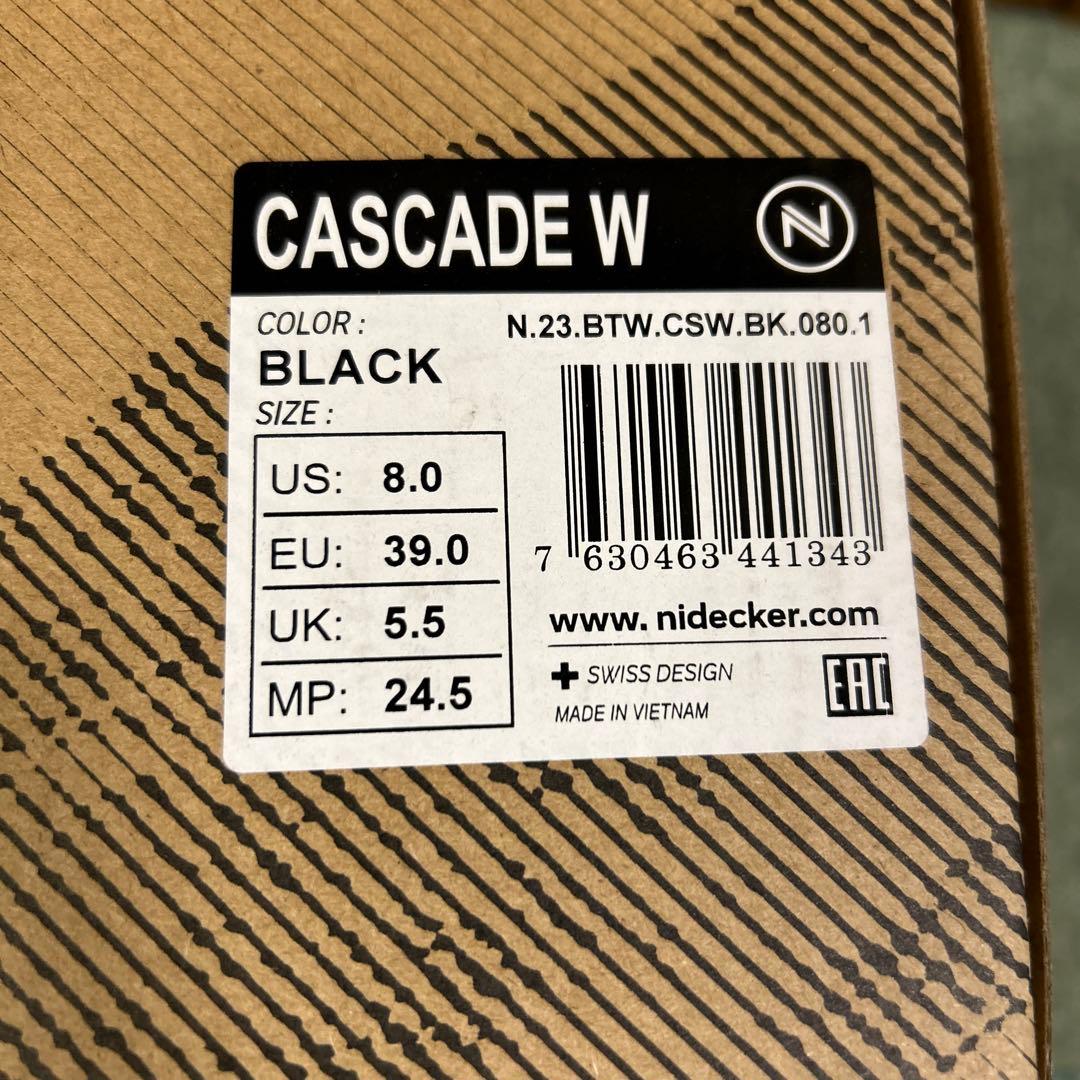 CASCADE W
N
COLOR :
N.23.BTW.CSW.BK.080.1
BLACK
SIZE :
US: 8.0
EU: 39.0
UK: 5.5
MP: 24.5
7 630463 441343
www. nidecker.com
SWISS DESIGN
MADE IN VIETNAM
EAC